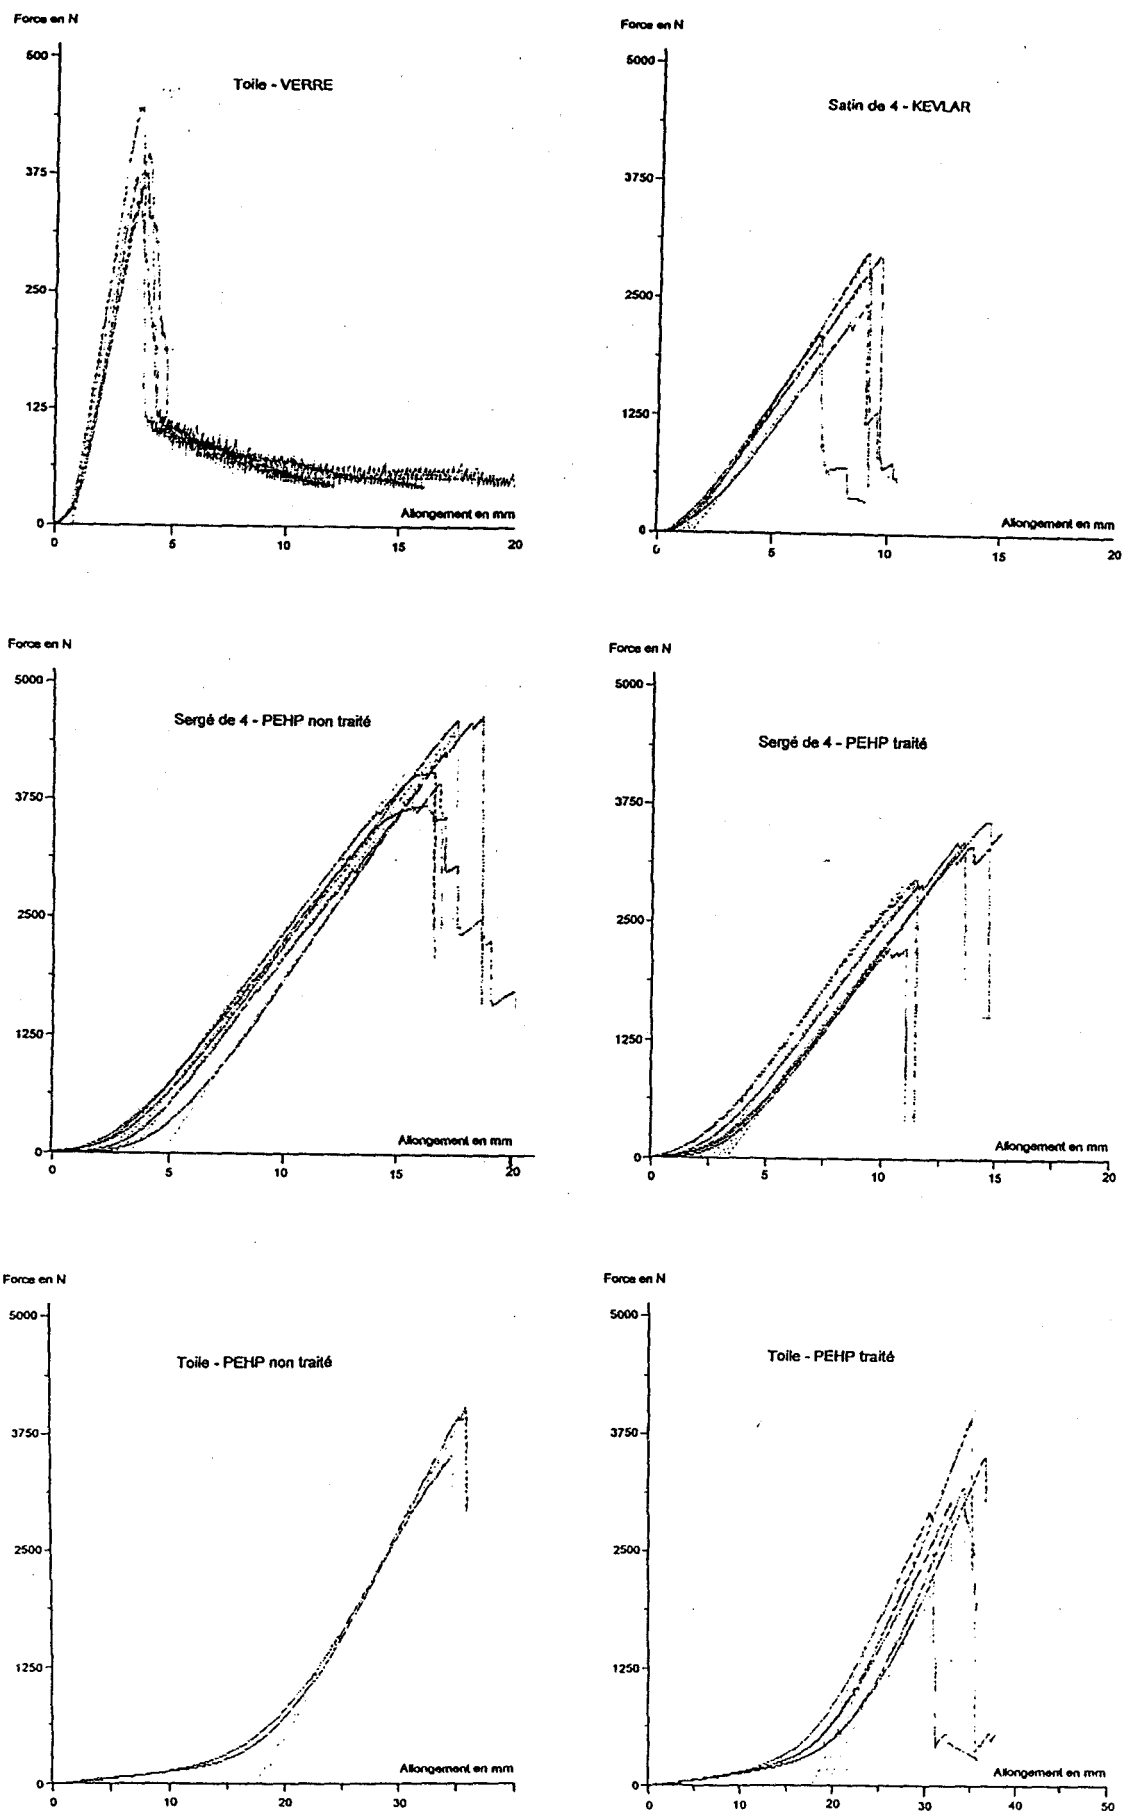 Force en N
500
Toile - VERRE
375
250
125
0
Allongement en mm
0 5 10 15 20
Force en N
5000
Satin de 4 - KEVLAR
3750
2500
1250
0
Allongement en mm
0 5 10 15 20
Force en N
5000
Sergé de 4 - PEHP non traité
3750
2500
1250
0
Allongement en mm
0 5 10 15 20
Force en N
5000
Sergé de 4 - PEHP traité
3750
2500
1250
0
Allongement en mm
0 5 10 15 20
Force en N
5000
Toile - PEHP non traité
3750
2500
1250
0
Allongement en mm
0 10 20 30
Force en N
5000
Toile - PEHP traité
3750
2500
1250
0
Allongement en mm
0 10 20 30 40 50